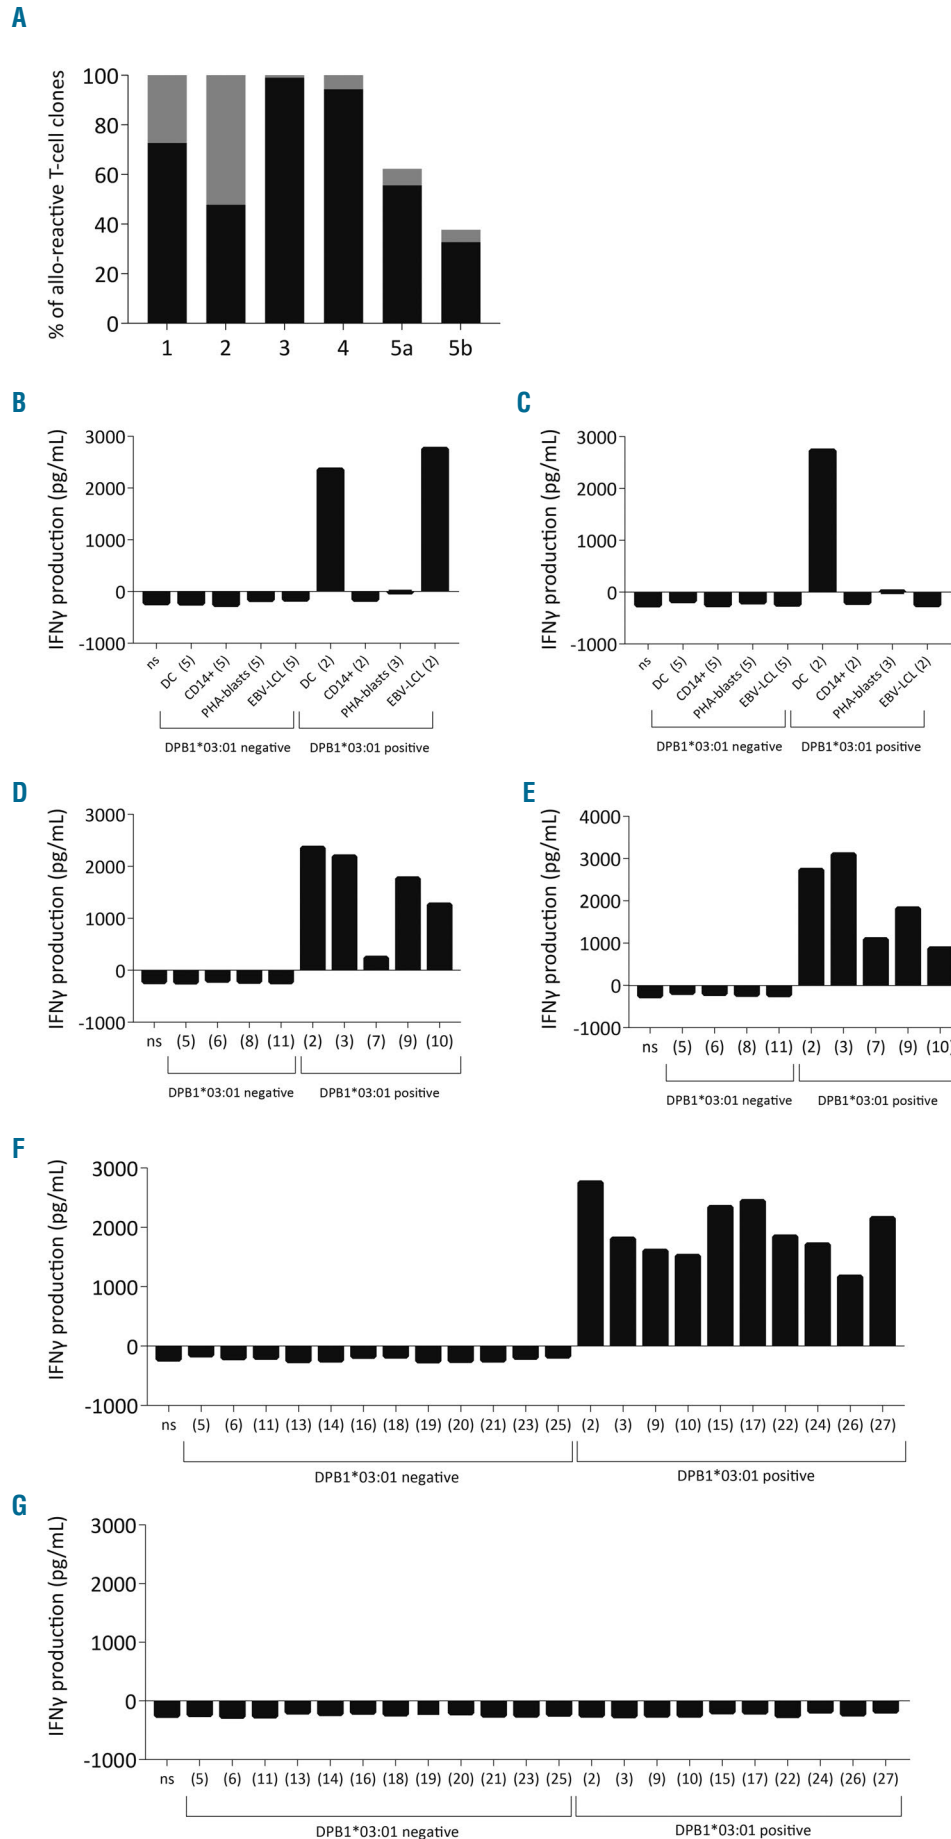 A
% of allo-reactive T-cell clones
100
80
60
40
20
0
1 2 3 4 5a 5b
B
IFNγ production (pg/mL)
3000
2000
1000
0
-1000
ns DC (5) CD14+ (5) PHA-blasts (5) EBV-LCL (5) DC (2) CD14+ (2) PHA-blasts (3) EBV-LCL (2)
DPB1*03:01 negative DPB1*03:01 positive
C
IFNγ production (pg/mL)
3000
2000
1000
0
-1000
ns DC (5) CD14+ (5) PHA-blasts (5) EBV-LCL (5) DC (2) CD14+ (2) PHA-blasts (3) EBV-LCL (2)
DPB1*03:01 negative DPB1*03:01 positive
D
IFNγ production (pg/mL)
3000
2000
1000
0
-1000
ns (5) (6) (8) (11) (2) (3) (7) (9) (10)
DPB1*03:01 negative DPB1*03:01 positive
E
IFNγ production (pg/mL)
4000
3000
2000
1000
0
-1000
ns (5) (6) (8) (11) (2) (3) (7) (9) (10)
DPB1*03:01 negative DPB1*03:01 positive
F
IFNγ production (pg/mL)
3000
2000
1000
0
-1000
ns (5) (6) (11) (13) (14) (16) (18) (19) (20) (21) (23) (25) (2) (3) (9) (10) (15) (17) (22) (24) (26) (27)
DPB1*03:01 negative DPB1*03:01 positive
G
IFNγ production (pg/mL)
3000
2000
1000
0
-1000
ns (5) (6) (11) (13) (14) (16) (18) (19) (20) (21) (23) (25) (2) (3) (9) (10) (15) (17) (22) (24) (26) (27)
DPB1*03:01 negative DPB1*03:01 positive